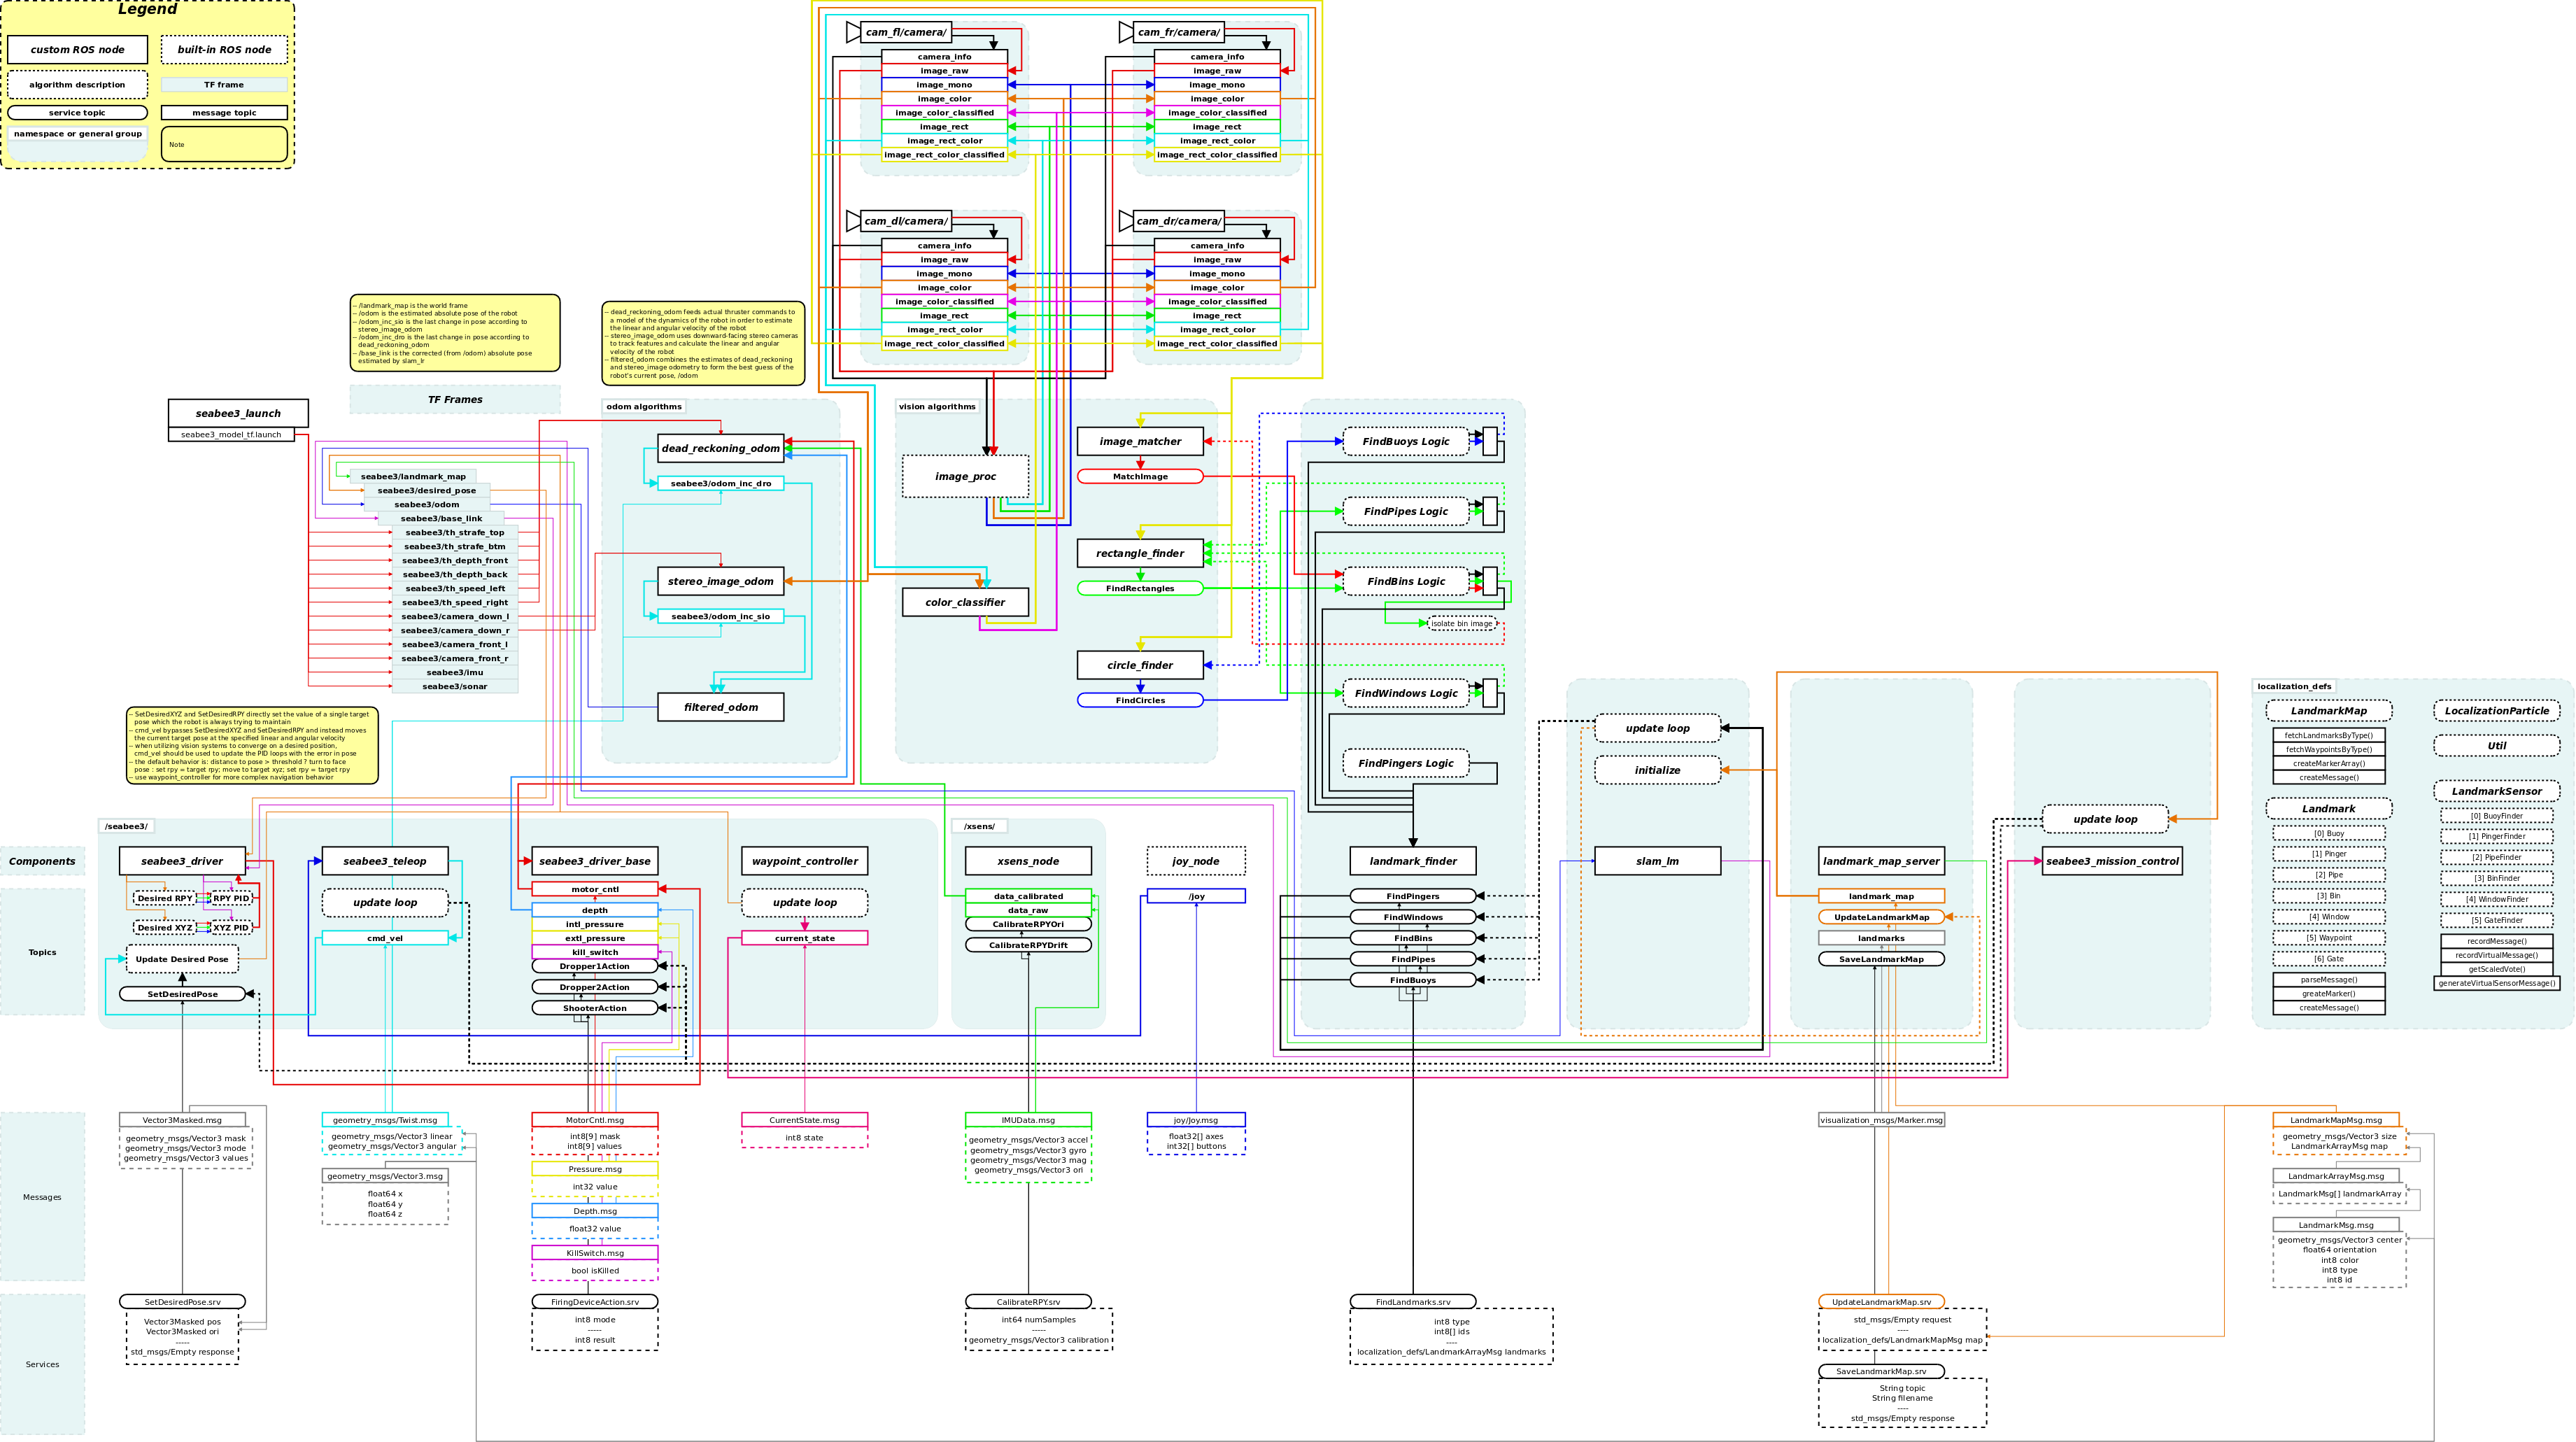 Legend
custom ROS node
built-in ROS node
algorithm description
TF frame
service topic
message topic
namespace or general group
Note
cam_fl/camera/
camera_info
image_raw
image_mono
image_color
image_color_classified
image_rect
image_rect_color
image_rect_color_classified
cam_fr/camera/
camera_info
image_raw
image_mono
image_color
image_color_classified
image_rect
image_rect_color
image_rect_color_classified
cam_dl/camera/
camera_info
image_raw
image_mono
image_color
image_color_classified
image_rect
image_rect_color
image_rect_color_classified
cam_dr/camera/
camera_info
image_raw
image_mono
image_color
image_color_classified
image_rect
image_rect_color
image_rect_color_classified
-- /landmark_map is the world frame
-- /odom is the estimated absolute pose of the robot
-- /odom_inc_sio is the last change in pose according to
stereo_image_odom
-- /odom_inc_dro is the last change in pose according to
dead_reckoning_odom
-- /base_link is the corrected (from /odom) absolute pose
estimated by slam_lr
-- dead_reckoning_odom feeds actual thruster commands to
a model of the dynamics of the robot in order to estimate
the linear and angular velocity of the robot
-- stereo_image_odom uses downward-facing stereo cameras
to track features and calculate the linear and angular
velocity of the robot
-- filtered_odom combines the estimates of dead_reckoning
and stereo_image odometry to form the best guess of the
robot's current pose, /odom
TF Frames
seabee3_launch
seabee3_model_tf.launch
seabee3/landmark_map
seabee3/desired_pose
seabee3/odom
seabee3/base_link
seabee3/th_strafe_top
seabee3/th_strafe_btm
seabee3/th_depth_front
seabee3/th_depth_back
seabee3/th_speed_left
seabee3/th_speed_right
seabee3/camera_down_l
seabee3/camera_down_r
seabee3/camera_front_l
seabee3/camera_front_r
seabee3/imu
seabee3/sonar
odom algorithms
dead_reckoning_odom
seabee3/odom_inc_dro
stereo_image_odom
seabee3/odom_inc_sio
filtered_odom
vision algorithms
image_proc
color_classifier
image_matcher
MatchImage
rectangle_finder
FindRectangles
circle_finder
FindCircles
FindBuoys Logic
FindPipes Logic
FindBins Logic
isolate bin image
FindWindows Logic
FindPingers Logic
-- SetDesiredXYZ and SetDesiredRPY directly set the value of a single target
pose which the robot is always trying to maintain
-- cmd_vel bypasses SetDesiredXYZ and SetDesiredRPY and instead moves
the current target pose at the specified linear and angular velocity
-- when utilizing vision systems to converge on a desired position,
cmd_vel should be used to update the PID loops with the error in pose
-- the default behavior is: distance to pose > threshold ? turn to face
pose : set rpy = target rpy; move to target xyz; set rpy = target rpy
-- use waypoint_controller for more complex navigation behavior
Components
Topics
Messages
Services
/seabee3/
seabee3_driver
Desired RPY
RPY PID
Desired XYZ
XYZ PID
Update Desired Pose
SetDesiredPose
seabee3_teleop
update loop
cmd_vel
seabee3_driver_base
motor_cntl
depth
intl_pressure
extl_pressure
kill_switch
Dropper1Action
Dropper2Action
ShooterAction
waypoint_controller
update loop
current_state
/xsens/
xsens_node
data_calibrated
data_raw
CalibrateRPYOri
CalibrateRPYDrift
joy_node
/joy
landmark_finder
FindPingers
FindWindows
FindBins
FindPipes
FindBuoys
update loop
initialize
slam_lm
landmark_map_server
landmark_map
UpdateLandmarkMap
landmarks
SaveLandmarkMap
update loop
seabee3_mission_control
localization_defs
LandmarkMap
fetchLandmarksByType()
fetchWaypointsByType()
createMarkerArray()
createMessage()
Landmark
[0] Buoy
[1] Pinger
[2] Pipe
[3] Bin
[4] Window
[5] Waypoint
[6] Gate
parseMessage()
greateMarker()
createMessage()
LocalizationParticle
Util
LandmarkSensor
[0] BuoyFinder
[1] PingerFinder
[2] PipeFinder
[3] BinFinder
[4] WindowFinder
[5] GateFinder
recordMessage()
recordVirtualMessage()
getScaledVote()
generateVirtualSensorMessage()
Vector3Masked.msg
geometry_msgs/Vector3 mask
geometry_msgs/Vector3 mode
geometry_msgs/Vector3 values
geometry_msgs/Twist.msg
geometry_msgs/Vector3 linear
geometry_msgs/Vector3 angular
geometry_msgs/Vector3.msg
float64 x
float64 y
float64 z
MotorCntl.msg
int8[9] mask
int8[9] values
Pressure.msg
int32 value
Depth.msg
float32 value
KillSwitch.msg
bool isKilled
CurrentState.msg
int8 state
IMUData.msg
geometry_msgs/Vector3 accel
geometry_msgs/Vector3 gyro
geometry_msgs/Vector3 mag
geometry_msgs/Vector3 ori
joy/Joy.msg
float32[] axes
int32[] buttons
visualization_msgs/Marker.msg
LandmarkMapMsg.msg
geometry_msgs/Vector3 size
LandmarkArrayMsg map
LandmarkArrayMsg.msg
LandmarkMsg[] landmarkArray
LandmarkMsg.msg
geometry_msgs/Vector3 center
float64 orientation
int8 color
int8 type
int8 id
SetDesiredPose.srv
Vector3Masked pos
Vector3Masked ori
-----
std_msgs/Empty response
FiringDeviceAction.srv
int8 mode
-----
int8 result
CalibrateRPY.srv
int64 numSamples
-----
geometry_msgs/Vector3 calibration
FindLandmarks.srv
int8 type
int8[] ids
----
localization_defs/LandmarkArrayMsg landmarks
UpdateLandmarkMap.srv
std_msgs/Empty request
----
localization_defs/LandmarkMapMsg map
SaveLandmarkMap.srv
String topic
String filename
----
std_msgs/Empty response